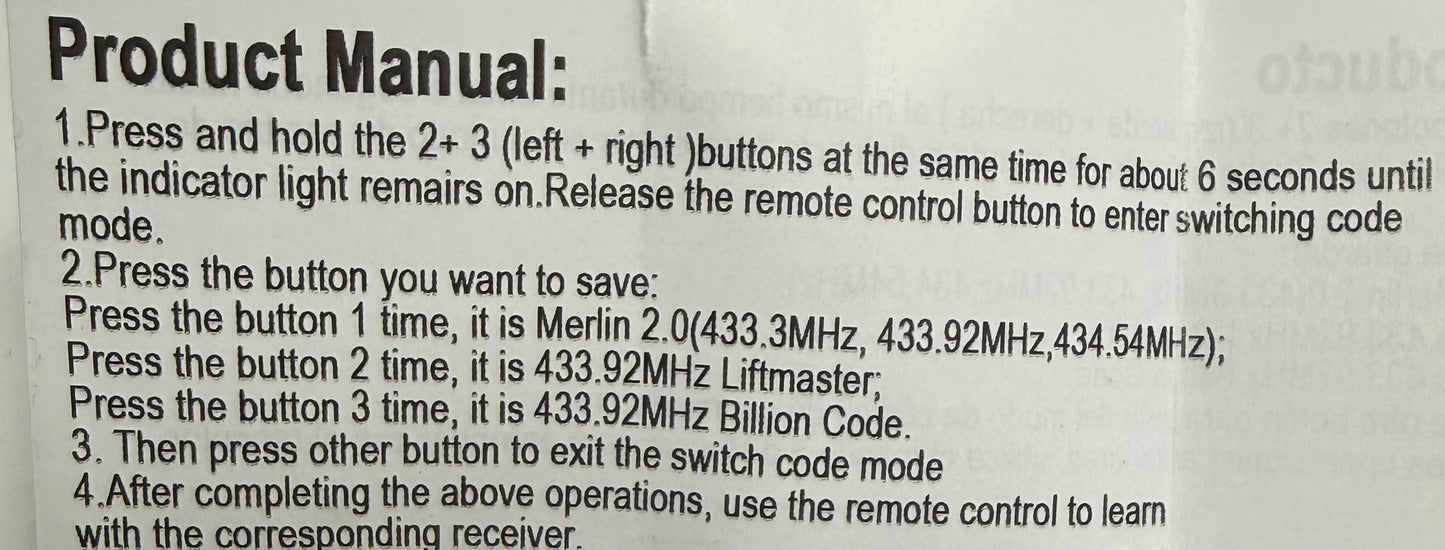 Product Manual:
1.Press and hold the 2+ 3 (left + right )buttons at the same time for about 6 seconds until
the indicator light remairs on.Release the remote control button to enter switching code
mode.
2.Press the button you want to save:
Press the button 1 time, it is Merlin 2.0(433.3MHz, 433.92MHz,434.54MHz);
Press the button 2 time, it is 433.92MHz Liftmaster;
Press the button 3 time, it is 433.92MHz Billion Code.
3. Then press other button to exit the switch code mode
4.After completing the above operations, use the remote control to learn
with the corresponding receiver.